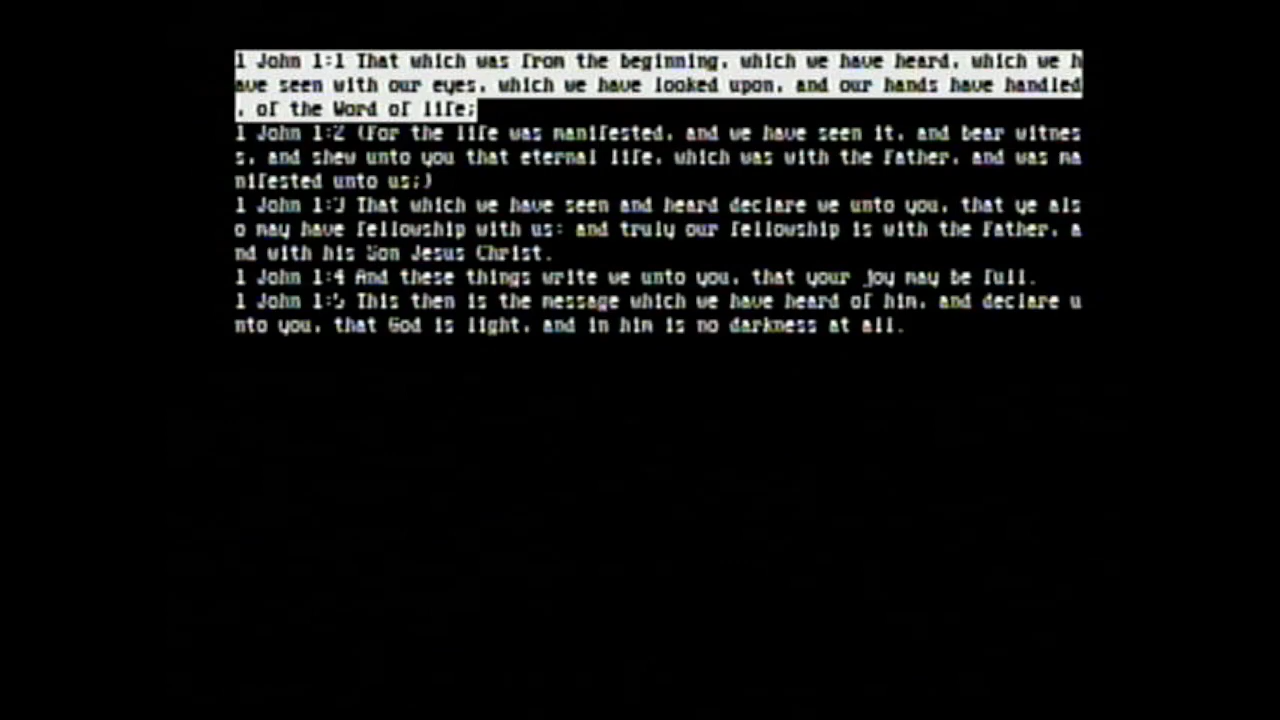 1 John 1:1 That which was from the beginning, which we have heard, which we h
ave seen with our eyes, which we have looked upon, and our hands have handled
, of the Word of life;
1 John 1:2 (For the life was manifested, and we have seen it, and bear witnes
s, and shew unto you that eternal life, which was with the Father, and was ma
nifested unto us;)
1 John 1:3 That which we have seen and heard declare we unto you, that ye als
o may have fellowship with us: and truly our fellowship is with the Father, a
nd with his Son Jesus Christ.
1 John 1:4 And these things write we unto you, that your joy may be full.
1 John 1:5 This then is the message which we have heard of him, and declare u
nto you, that God is light, and in him is no darkness at all.